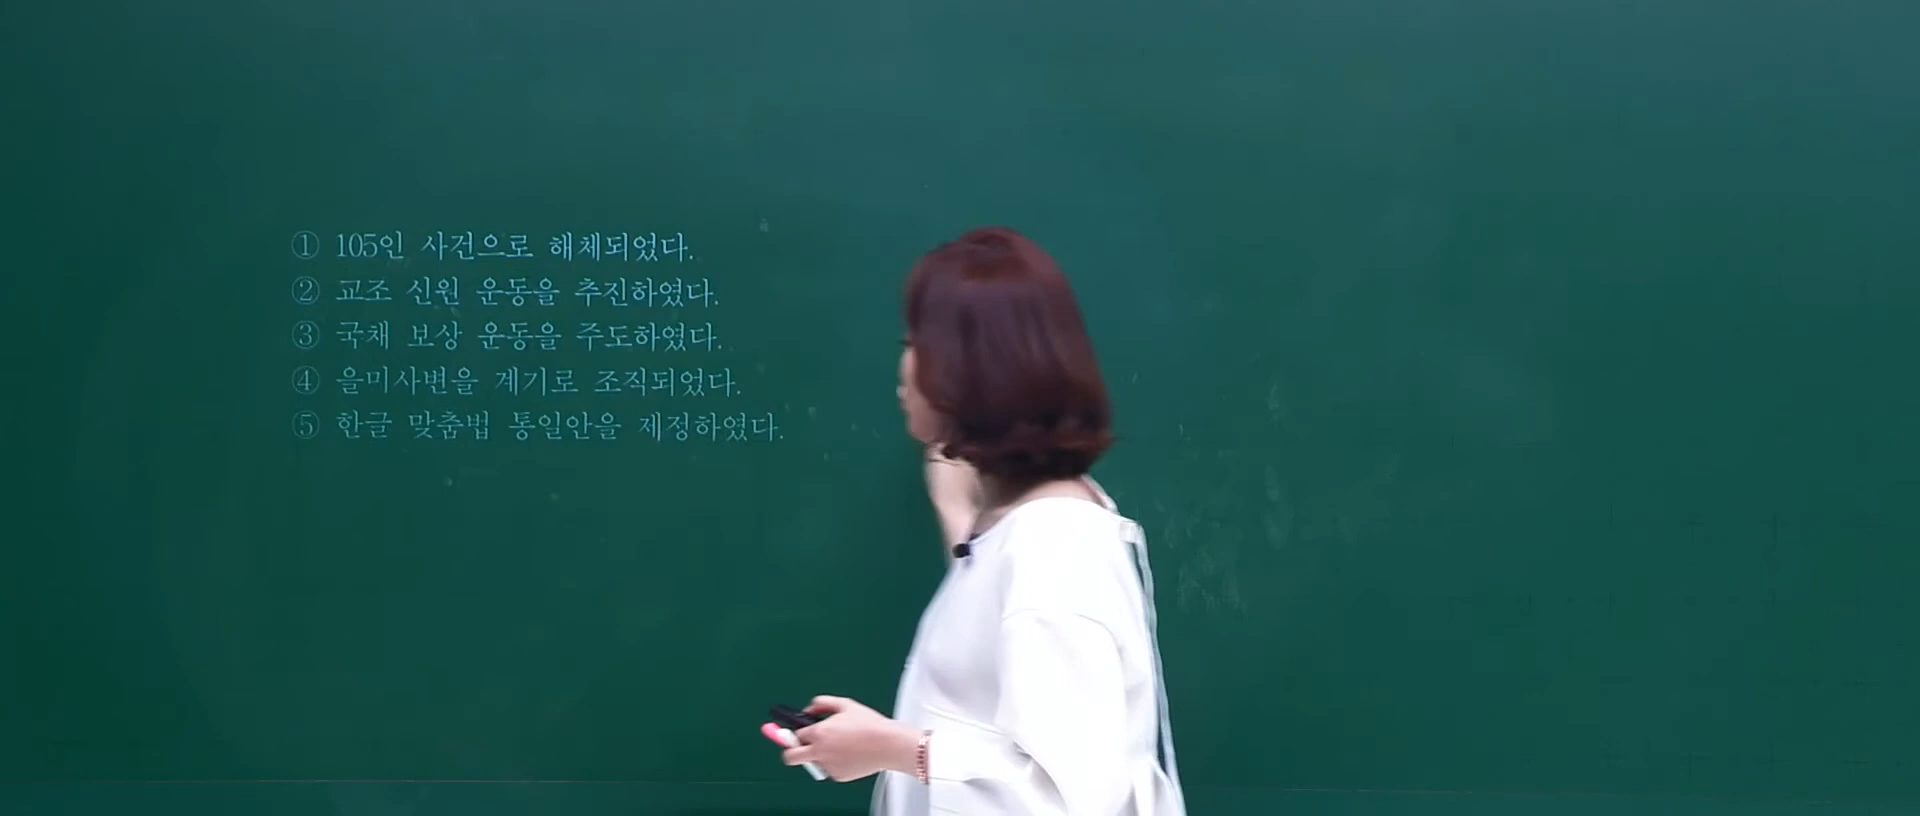 ① 105인 사건으로 해체되었다.
② 교조 신원 운동을 추진하였다.
③ 국채 보상 운동을 주도하였다.
④ 을미사변을 계기로 조직되었다.
⑤ 한글 맞춤법 통일안을 제정하였다.